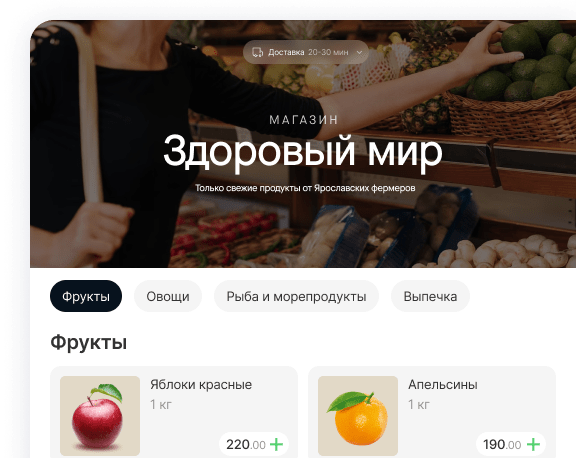 Доставка 20-30 мин
МАГАЗИН
Здоровый мир
Только свежие продукты от Ярославских фермеров
Фрукты Овощи Рыба и морепродукты Выпечка
Фрукты
Яблоки красные
1 кг
220.00 +
Апельсины
1 кг
190.00 +